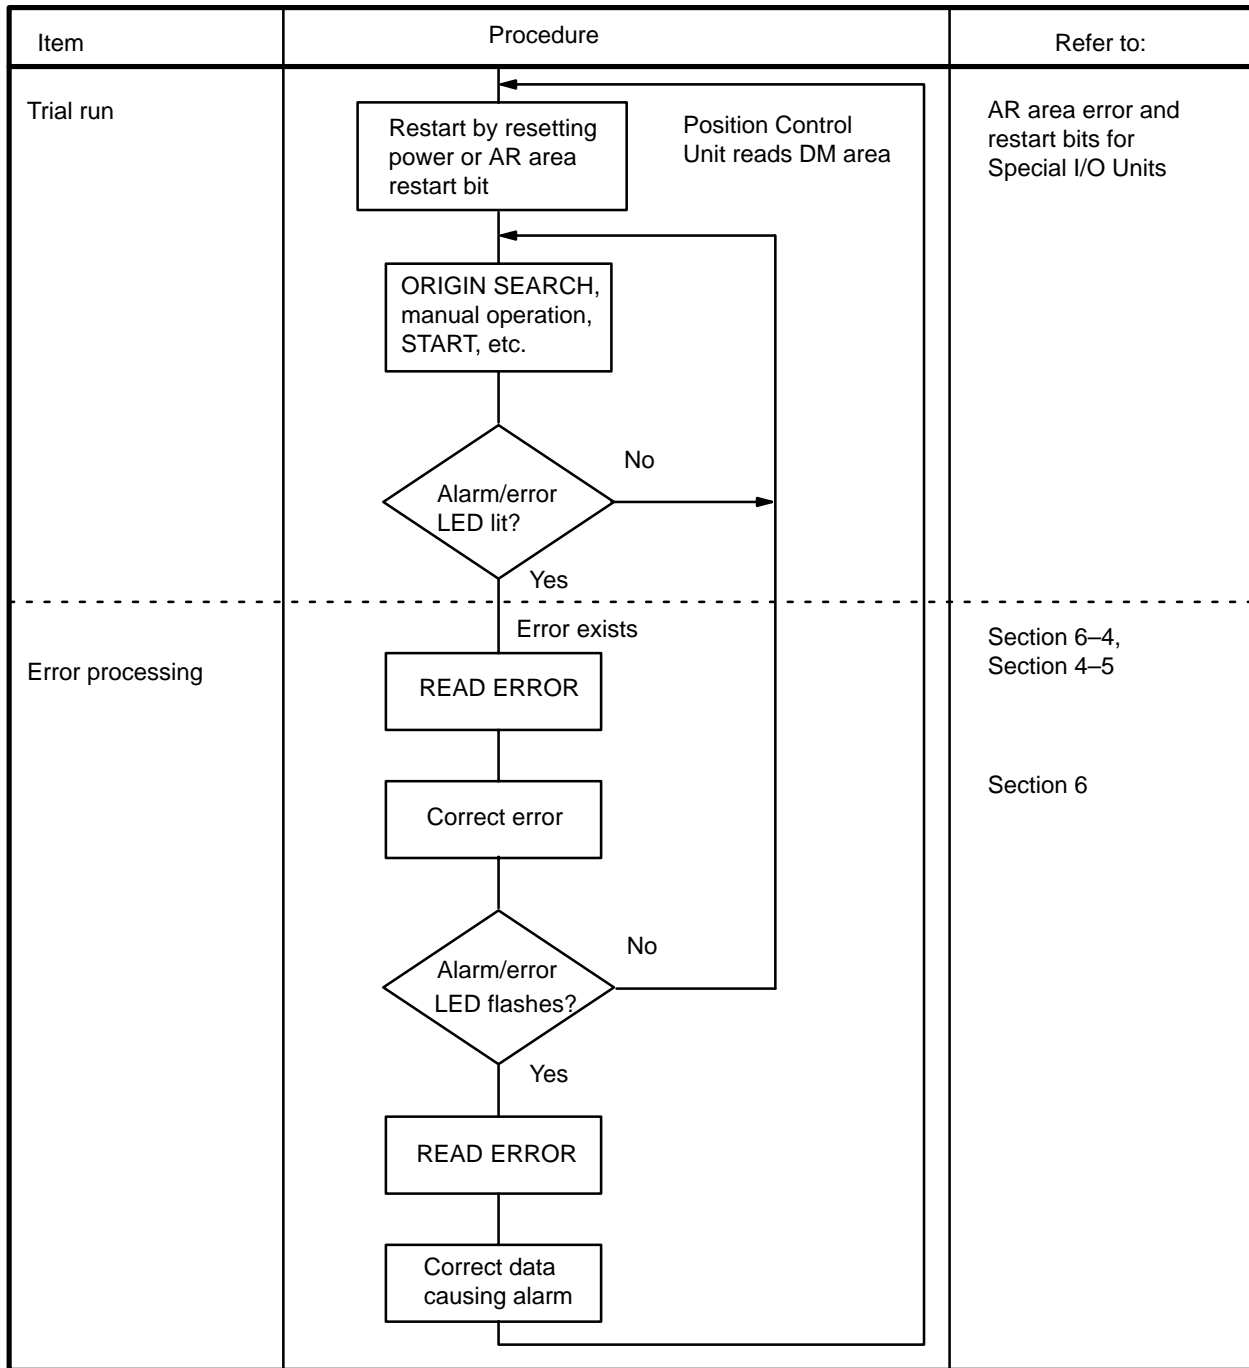 Item
Procedure
Refer to:
Trial run
Restart by resetting
power or AR area
restart bit
Position Control
Unit reads DM area
AR area error and
restart bits for
Special I/O Units
ORIGIN SEARCH,
manual operation,
START, etc.
Alarm/error
LED lit?
No
Yes
Error processing
Error exists
Section 6–4,
Section 4–5
READ ERROR
Correct error
Section 6
Alarm/error
LED flashes?
No
Yes
READ ERROR
Correct data
causing alarm